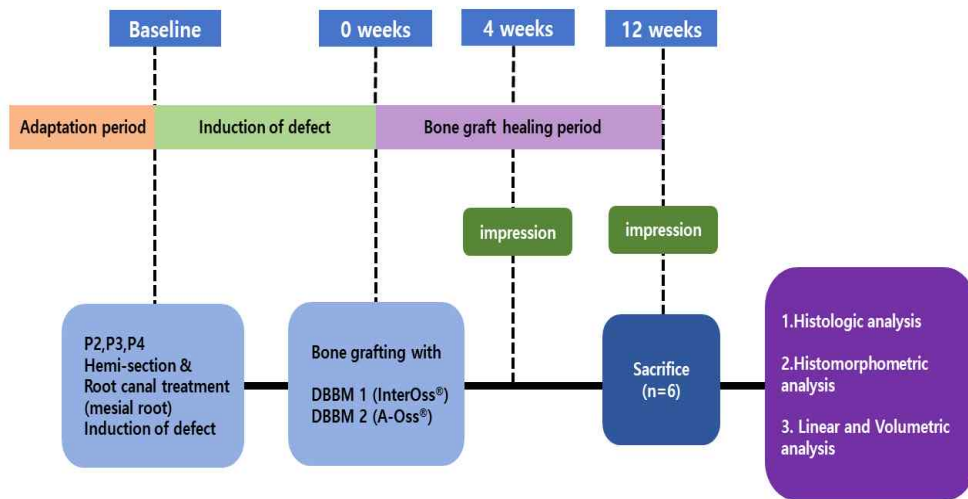 Baseline
0 weeks
4 weeks
12 weeks
Adaptation period
Induction of defect
Bone graft healing period
impression
impression
P2,P3,P4
Hemi-section &
Root canal treatment
(mesial root)
Induction of defect
Bone grafting with
DBBM 1 (InterOss®)
DBBM 2 (A-Oss®)
Sacrifice
(n=6)
1.Histologic analysis
2.Histomorphometric
analysis
3. Linear and Volumetric
analysis